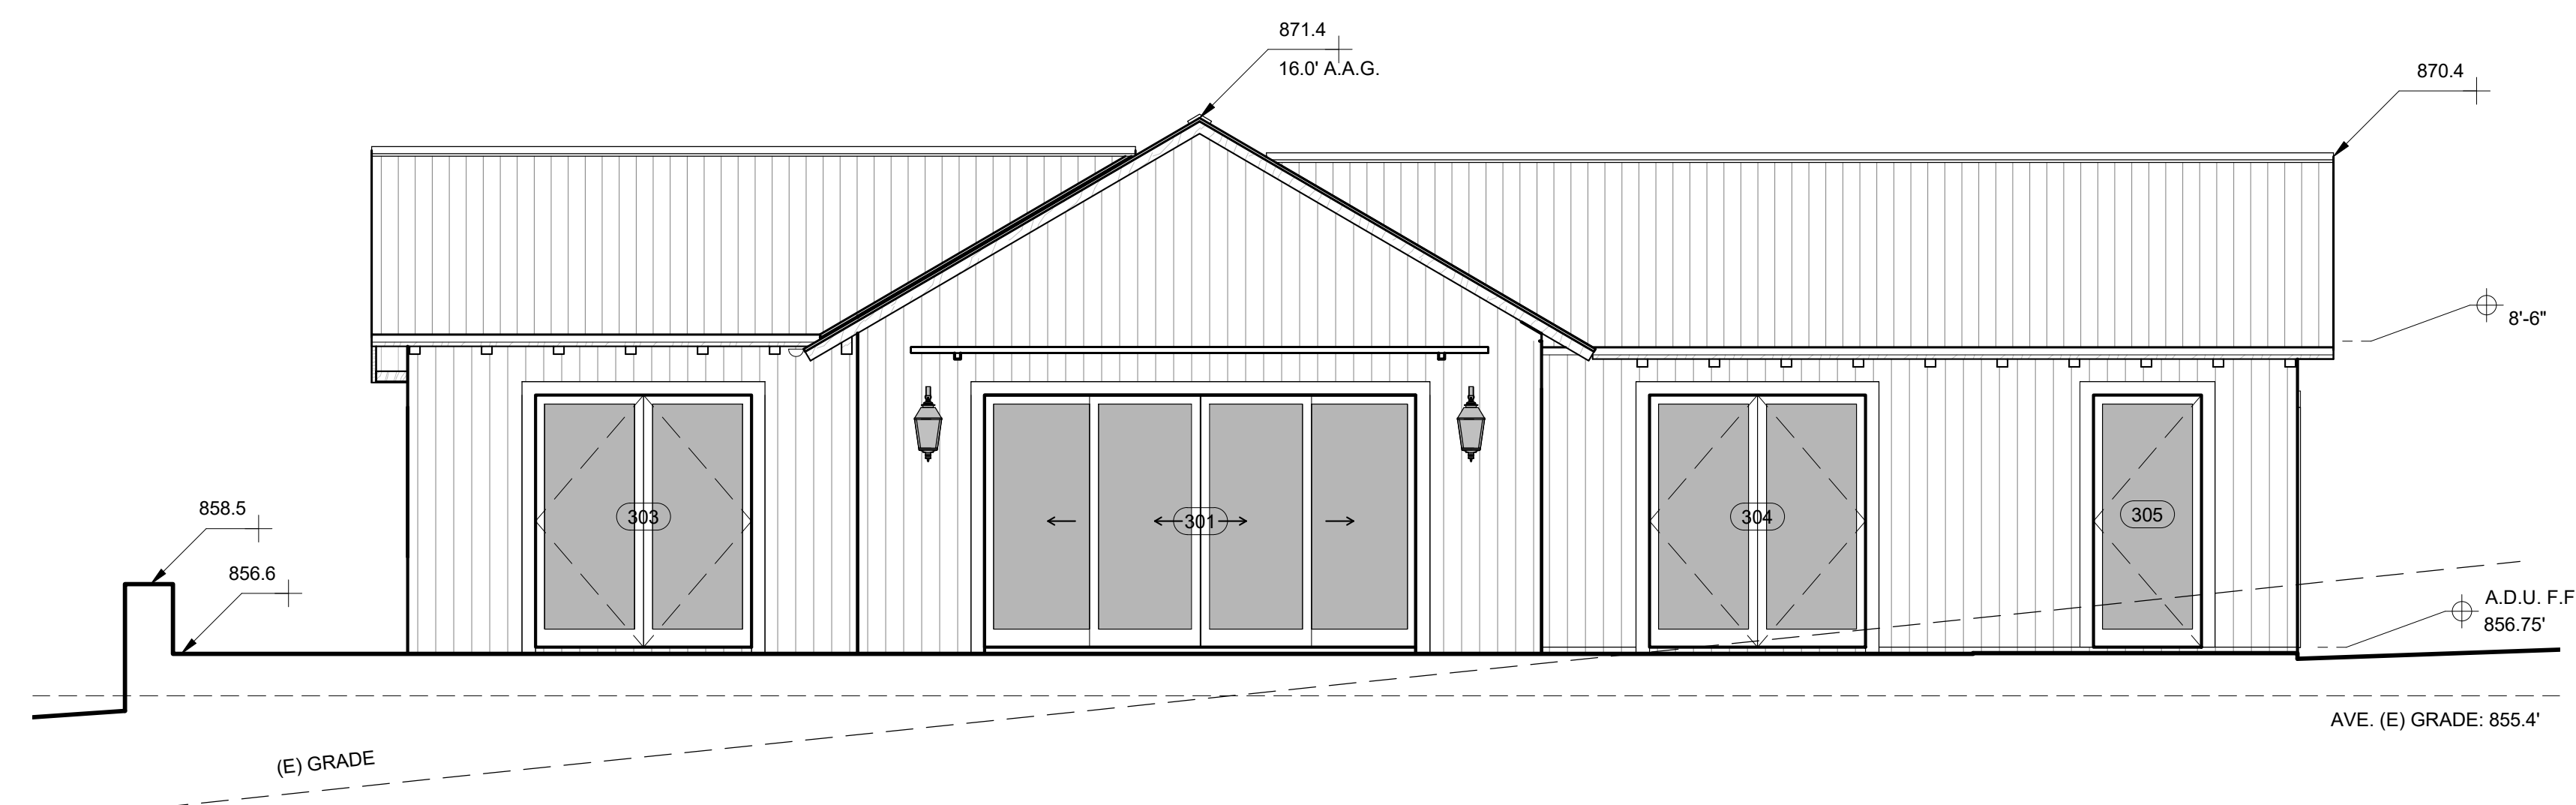 871.4
16.0' A.A.G.
870.4
8'-6"
858.5
856.6
303
301
304
305
A.D.U. F.F
856.75'
AVE. (E) GRADE: 855.4'
(E) GRADE